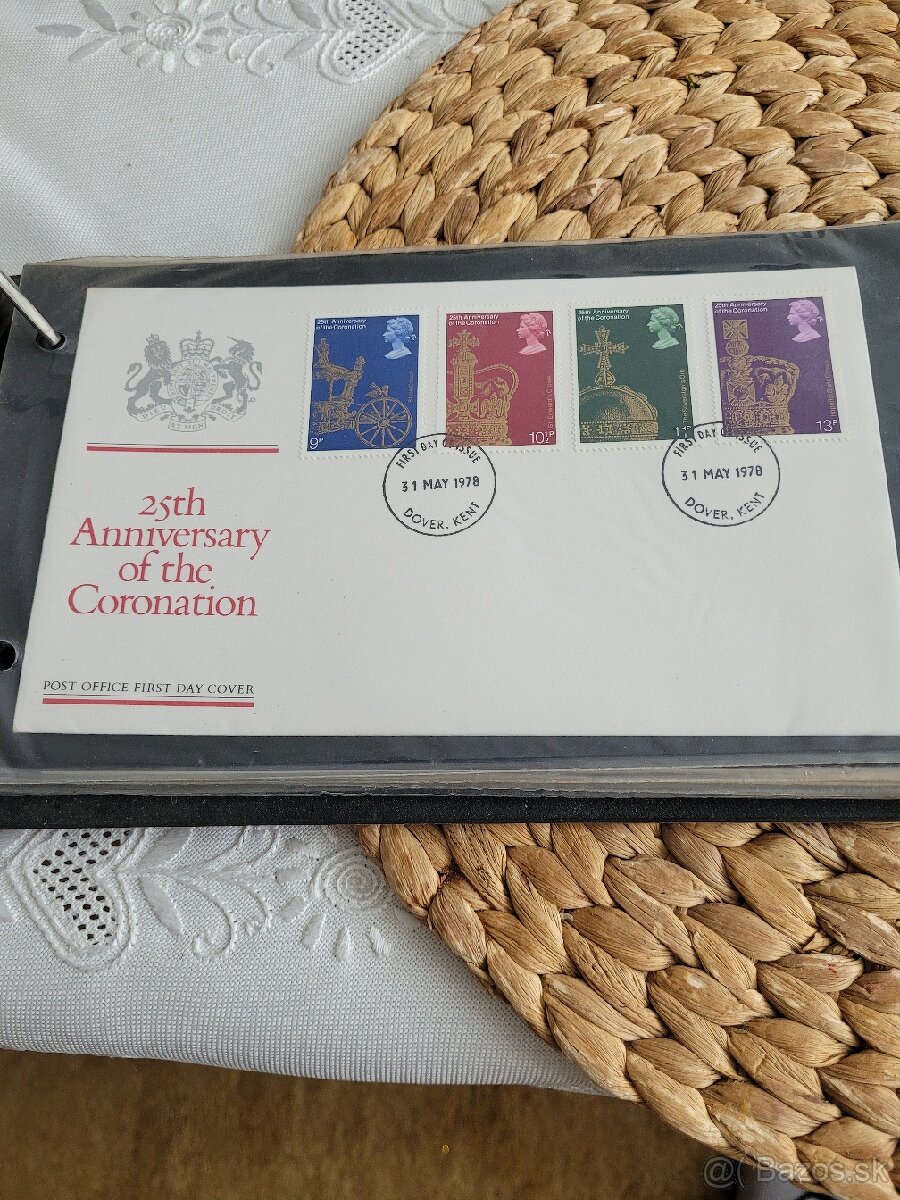 25th Anniversary
of the Coronation
9P
25th Anniversary
of the Coronation
10½P
25th Anniversary
of the Coronation
25th Anniversary
of the Coronation
13P
ET MON
FIRST DAY OF ISSUE
31 MAY 1978
DOVER, KENT
FIRST DAY OF ISSUE
31 MAY 1978
DOVER, KENT
25th
Anniversary
of the
Coronation
POST OFFICE FIRST DAY COVER
@ Bazos.sk